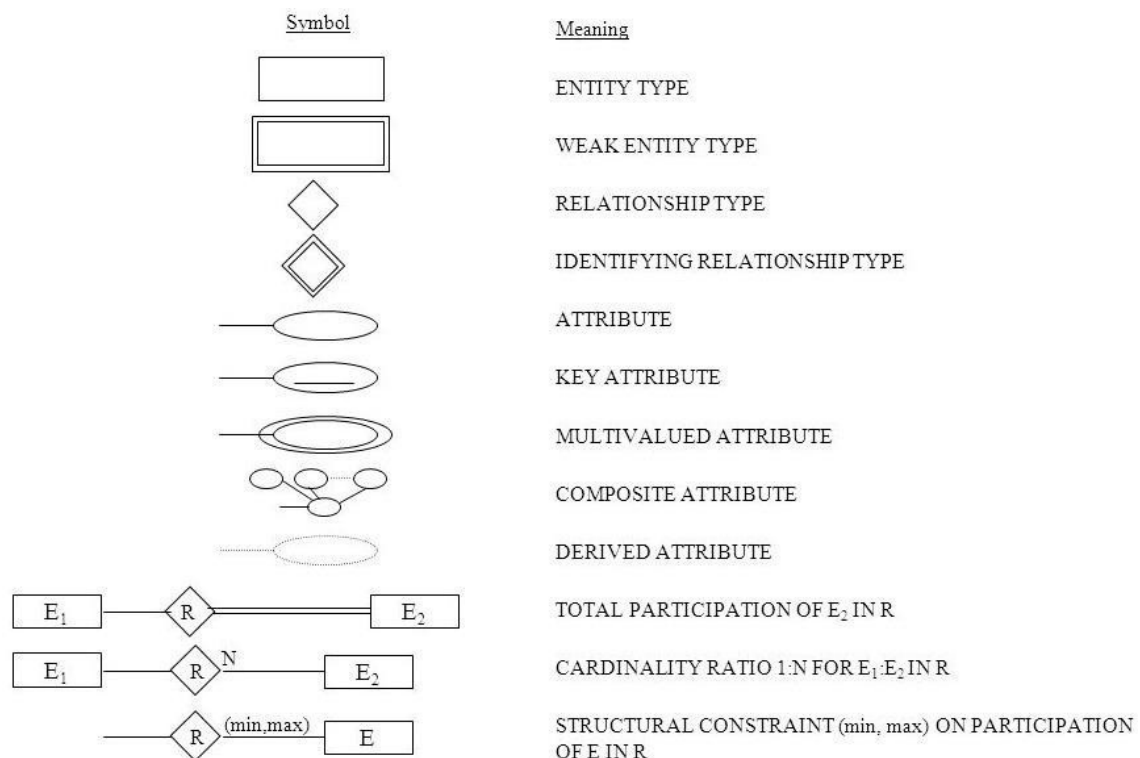 Symbol Meaning
ENTITY TYPE
WEAK ENTITY TYPE
RELATIONSHIP TYPE
IDENTIFYING RELATIONSHIP TYPE
ATTRIBUTE
KEY ATTRIBUTE
MULTIVALUED ATTRIBUTE
COMPOSITE ATTRIBUTE
DERIVED ATTRIBUTE
E₁ R E₂ TOTAL PARTICIPATION OF E₂ IN R
E₁ R N E₂ CARDINALITY RATIO 1:N FOR E₁:E₂ IN R
R (min,max) E STRUCTURAL CONSTRAINT (min, max) ON PARTICIPATION
OF E IN R